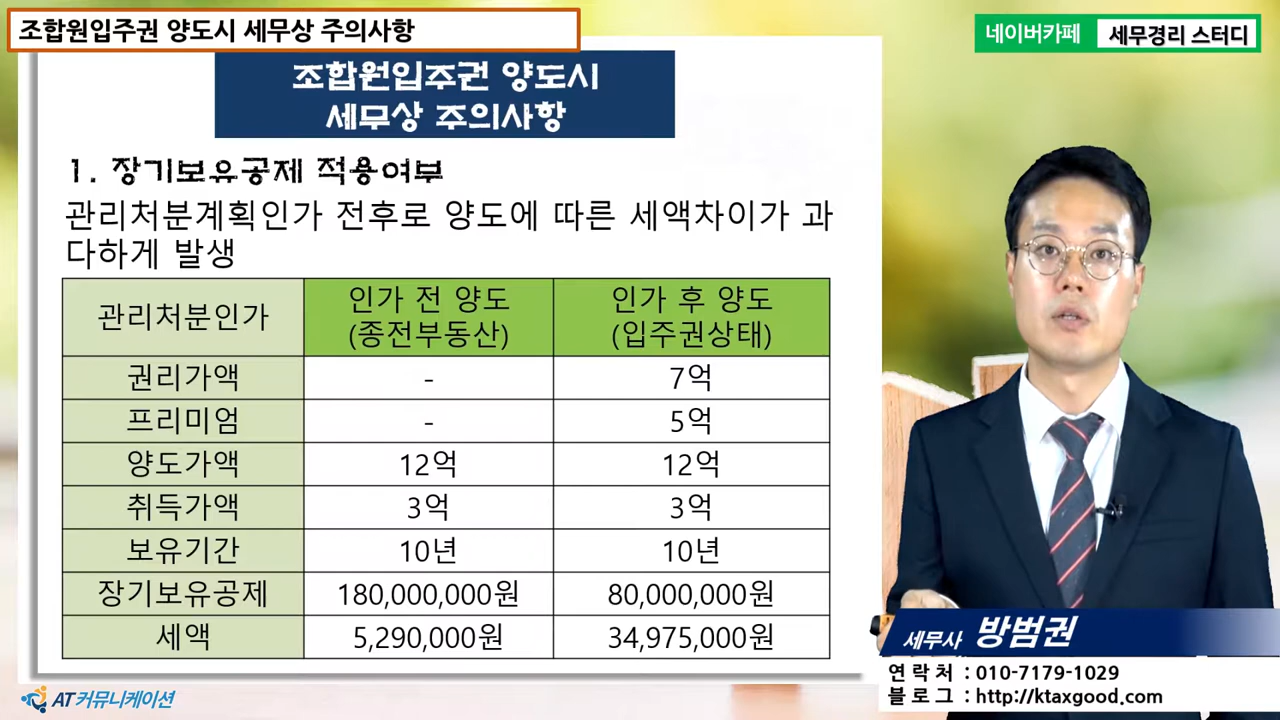 조합원입주권 양도시 세무상 주의사항
네이버카페 세무경리 스터디
조합원입주권 양도시
세무상 주의사항
1. 장기보유공제 적용여부
관리처분계획인가 전후로 양도에 따른 세액차이가 과
다하게 발생
관리처분인가 인가 전 양도 (종전부동산) 인가 후 양도 (입주권상태)
권리가액 - 7억
프리미엄 - 5억
양도가액 12억 12억
취득가액 3억 3억
보유기간 10년 10년
장기보유공제 180,000,000원 80,000,000원
세액 5,290,000원 34,975,000원
세무사 방범권
연락처 : 010-7179-1029
블로그 : http://ktaxgood.com
AT커뮤니케이션